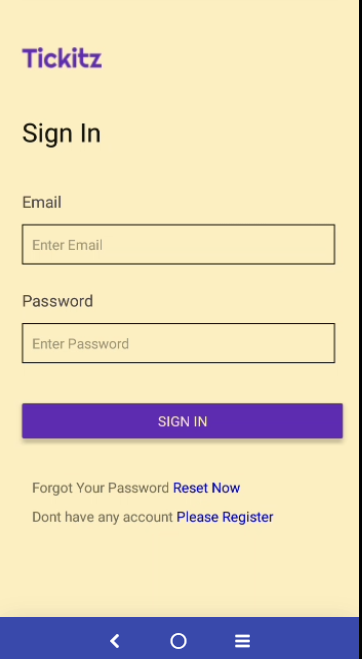 Tickitz
Sign In
Email
Enter Email
Password
Enter Password
SIGN IN
Forgot Your Password Reset Now
Dont have any account Please Register